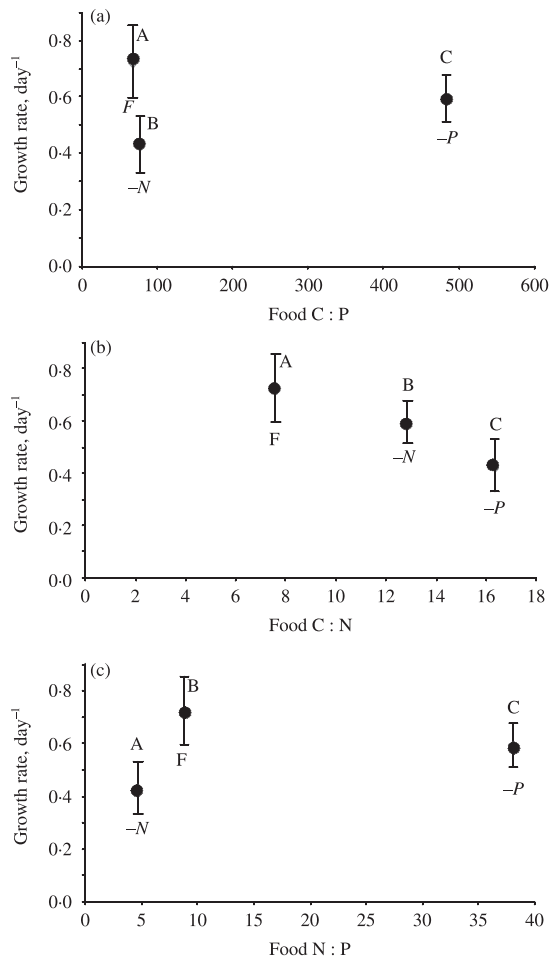 (a)
Growth rate, day⁻¹
0·8
0·6
0·4
0·2
0·0
A
F
B
–N
C
–P
0 100 200 300 400 500 600
Food C : P
(b)
Growth rate, day⁻¹
0·8
0·6
0·4
0·2
0·0
A
F
B
–N
C
–P
0 2 4 6 8 10 12 14 16 18
Food C : N
(c)
Growth rate, day⁻¹
0·8
0·6
0·4
0·2
0·0
A
–N
B
F
C
–P
0 5 10 15 20 25 30 35 40
Food N : P